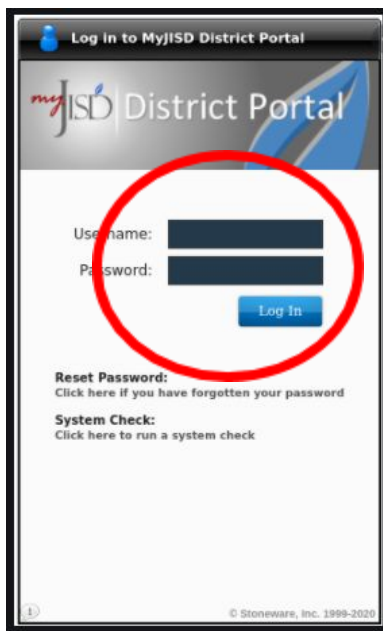 Log in to MyJISD District Portal
myJISD District Portal
Username:
Password:
Log In
Reset Password:
Click here if you have forgotten your password
System Check:
Click here to run a system check
© Stoneware, Inc. 1999-2020